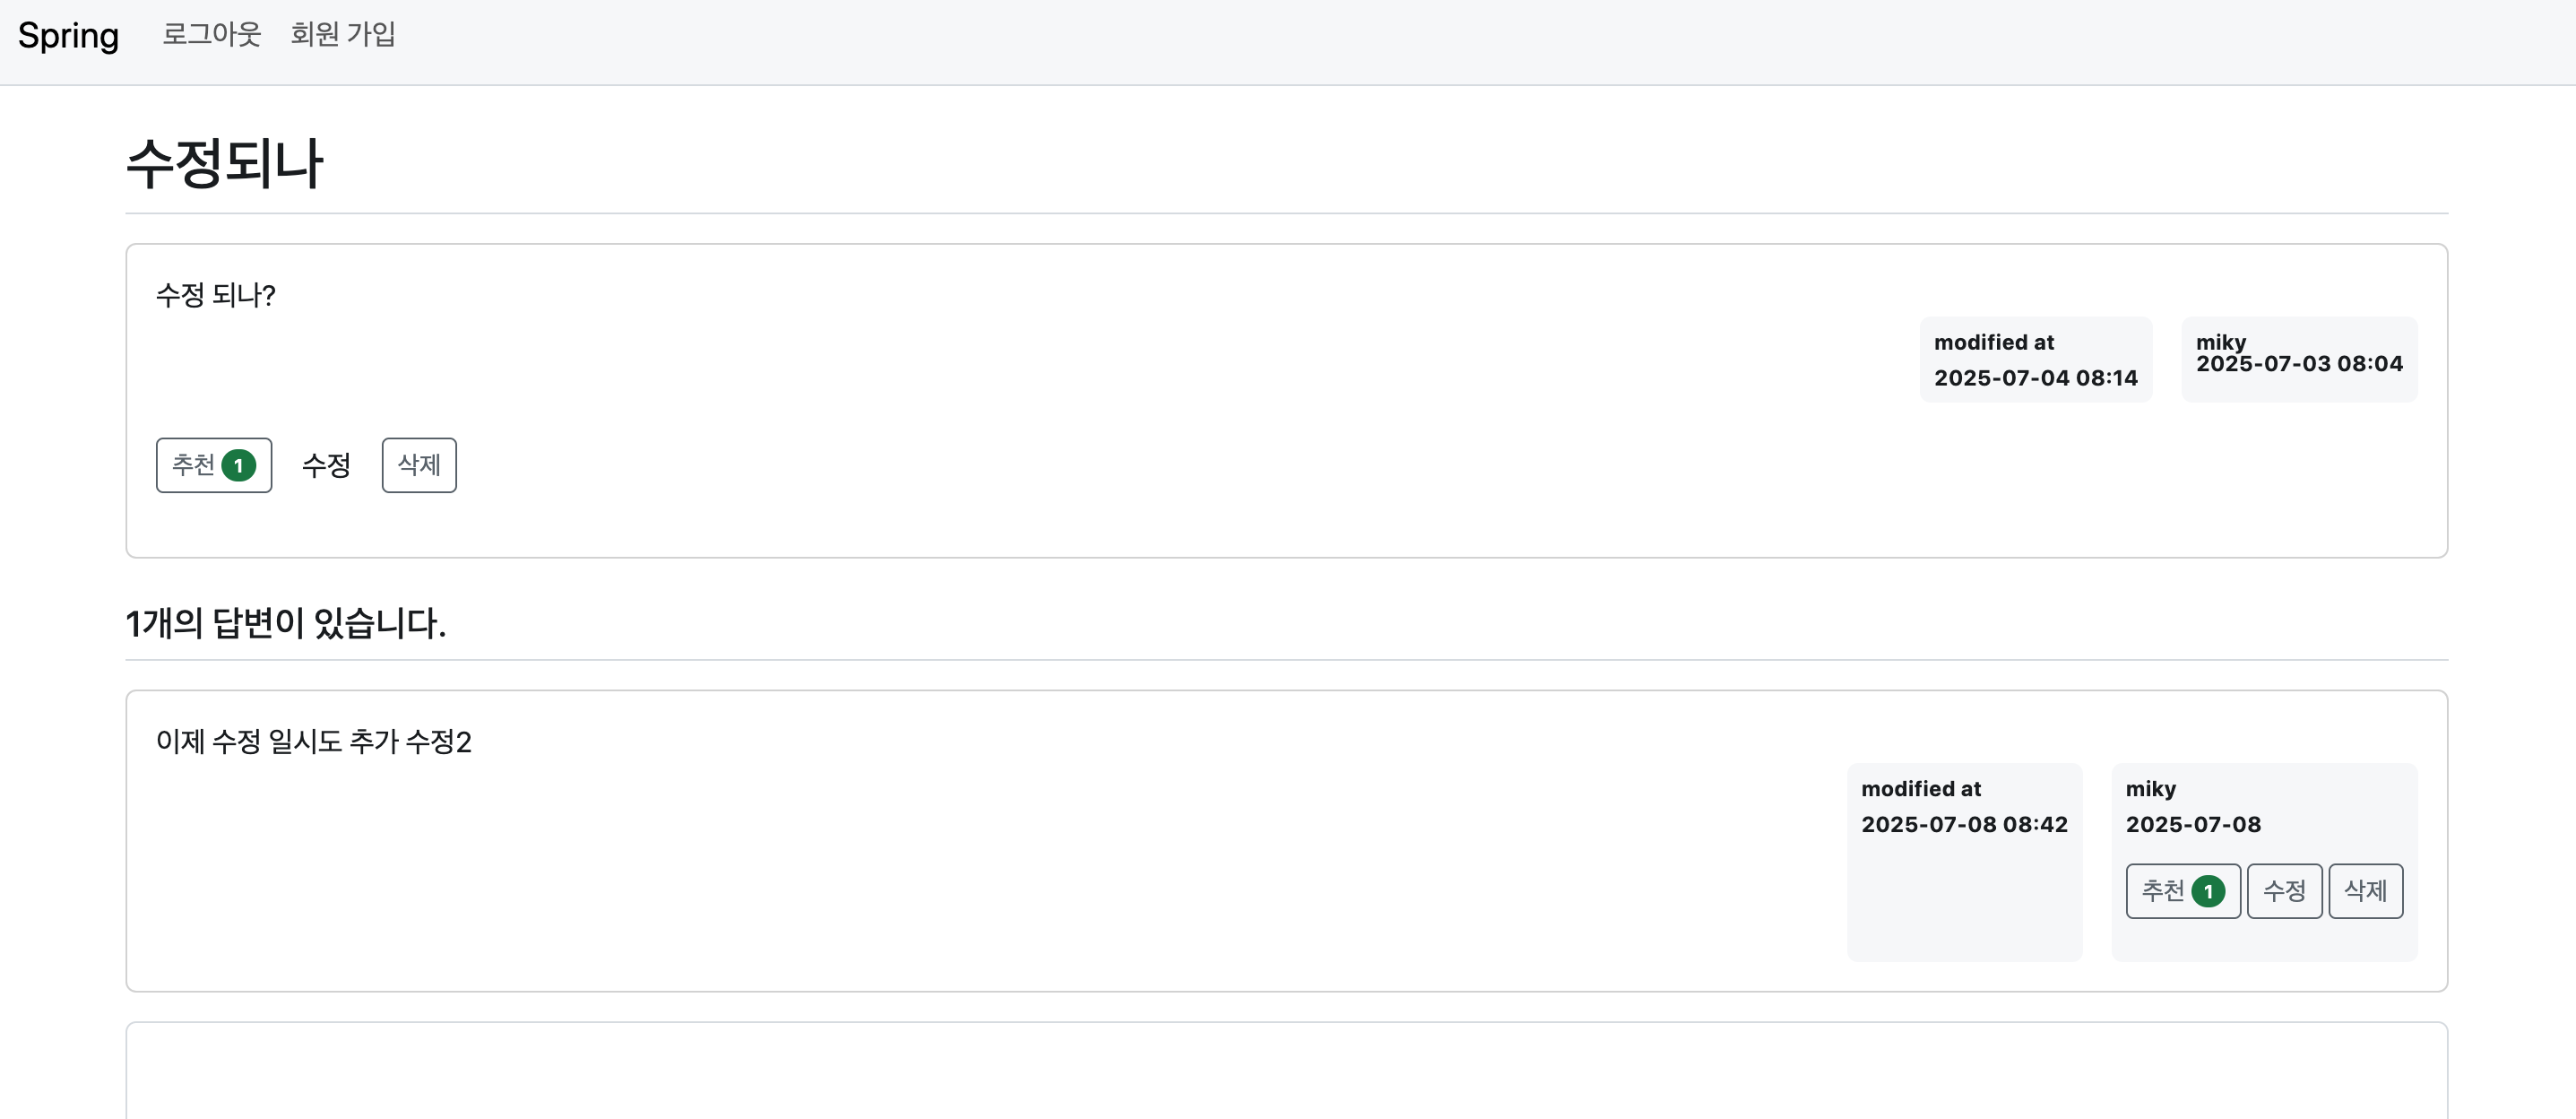 Spring 로그아웃 회원 가입
수정되나
수정 되나?
modified at
2025-07-04 08:14
miky
2025-07-03 08:04
추천 1 수정 삭제
1개의 답변이 있습니다.
이제 수정 일시도 추가 수정2
modified at
2025-07-08 08:42
miky
2025-07-08
추천 1 수정 삭제